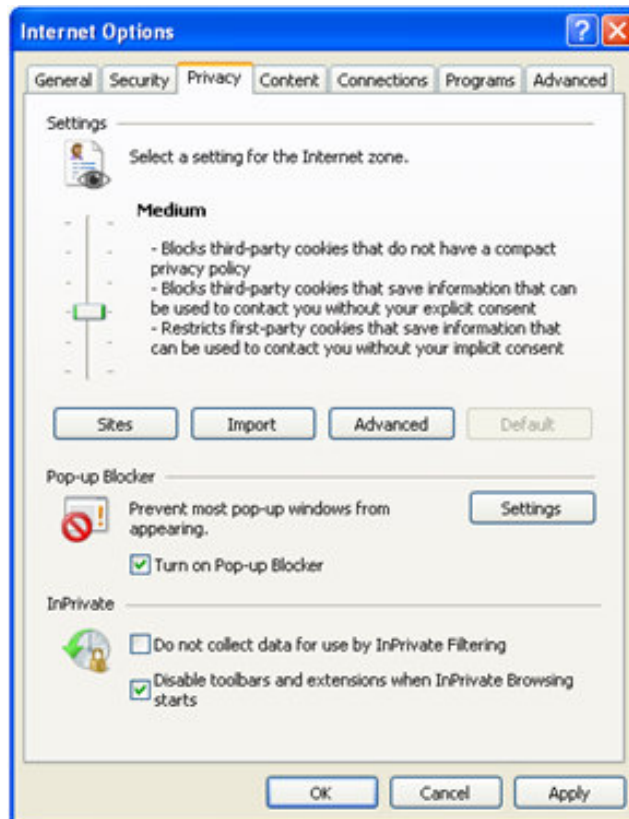 Internet Options
General Security Privacy Content Connections Programs Advanced
Settings
Select a setting for the Internet zone.
Medium
- Blocks third-party cookies that do not have a compact
privacy policy
- Blocks third-party cookies that save information that can
be used to contact you without your explicit consent
- Restricts first-party cookies that save information that
can be used to contact you without your implicit consent
Sites Import Advanced Default
Pop-up Blocker
Prevent most pop-up windows from
appearing.
Settings
Turn on Pop-up Blocker
InPrivate
Do not collect data for use by InPrivate Filtering
Disable toolbars and extensions when InPrivate Browsing
starts
OK Cancel Apply